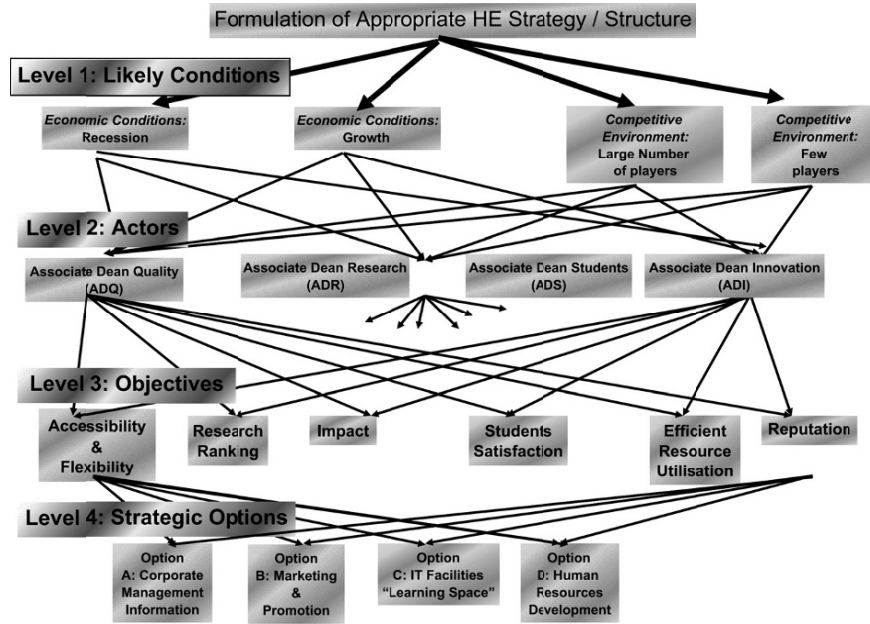 Formulation of Appropriate HE Strategy / Structure
Level 1: Likely Conditions
Economic Conditions:
Recession
Economic Conditions:
Growth
Competitive
Environment:
Large Number
of players
Competitive
Environment:
Few
players
Level 2: Actors
Associate Dean Quality
(ADQ)
Associate Dean Research
(ADR)
Associate Dean Students
(ADS)
Associate Dean Innovation
(ADI)
Level 3: Objectives
Accessibility
&
Flexibility
Research
Ranking
Impact
Students
Satisfaction
Efficient
Resource
Utilisation
Reputation
Level 4: Strategic Options
Option
A: Corporate
Management
Information
Option
B: Marketing
&
Promotion
Option
C: IT Facilities
“Learning Space”
Option
D: Human
Resources
Development